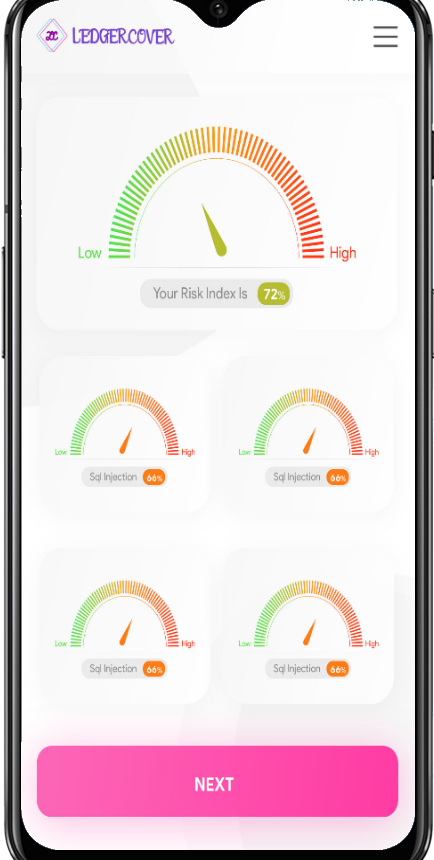 LEDGERCOVER
Low
High
Your Risk Index Is 72%
Low
High
Low
High
Sql Injection 66%
Sql Injection 66%
Low
High
Low
High
Sql Injection 66%
Sql Injection 66%
NEXT